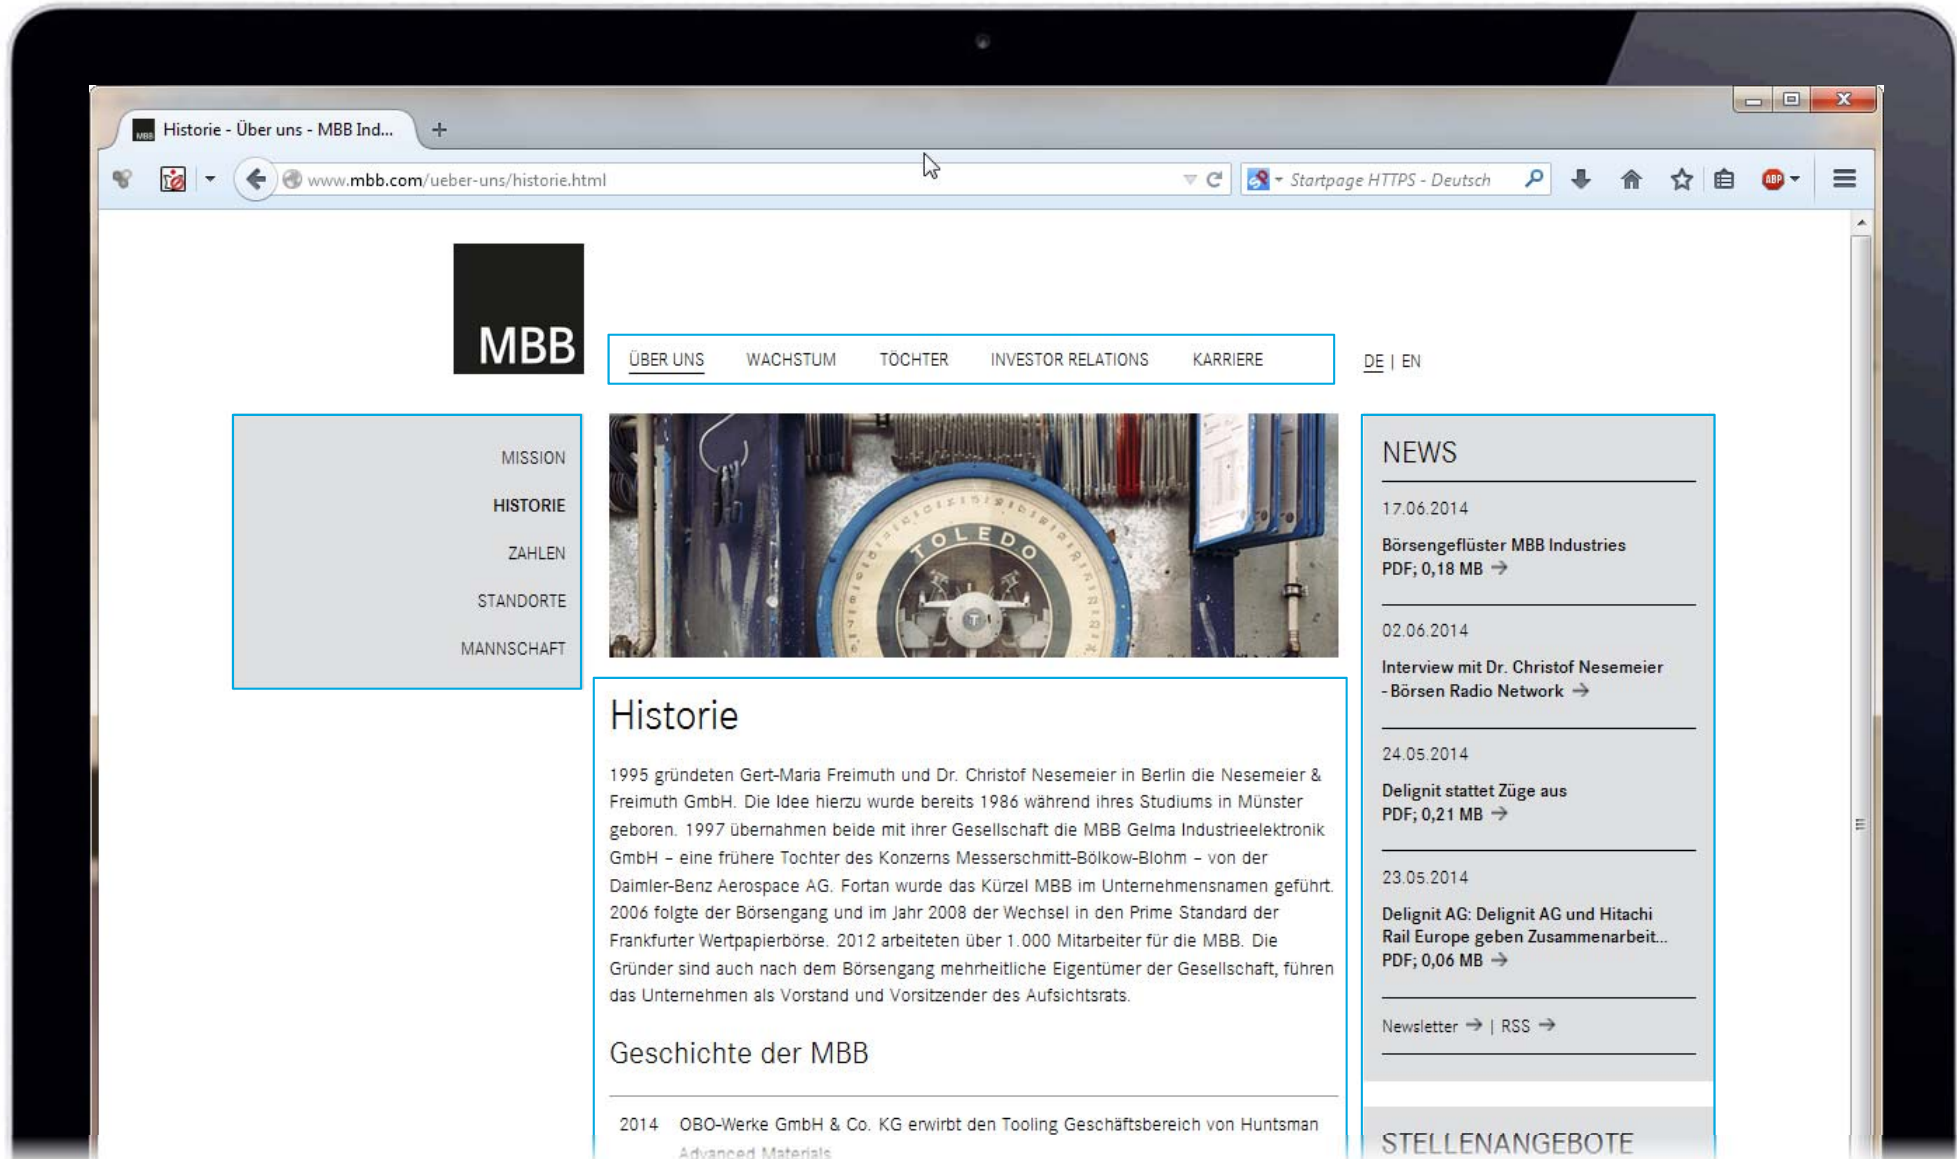 Historie - Über uns - MBB Ind...
www.mbb.com/ueber-uns/historie.html
Startpage HTTPS - Deutsch
ABP
MBB
ÜBER UNS WACHSTUM TÖCHTER INVESTOR RELATIONS KARRIERE
DE | EN
MISSION
HISTORIE
ZAHLEN
STANDORTE
MANNSCHAFT
TOLEDO
Historie
1995 gründeten Gert-Maria Freimuth und Dr. Christof Nesemeier in Berlin die Nesemeier &
Freimuth GmbH. Die Idee hierzu wurde bereits 1986 während ihres Studiums in Münster
geboren. 1997 übernahmen beide mit ihrer Gesellschaft die MBB Gelma Industrieelektronik
GmbH – eine frühere Tochter des Konzerns Messerschmitt-Bölkow-Blohm – von der
Daimler-Benz Aerospace AG. Fortan wurde das Kürzel MBB im Unternehmensnamen geführt.
2006 folgte der Börsengang und im Jahr 2008 der Wechsel in den Prime Standard der
Frankfurter Wertpapierbörse. 2012 arbeiteten über 1.000 Mitarbeiter für die MBB. Die
Gründer sind auch nach dem Börsengang mehrheitliche Eigentümer der Gesellschaft, führen
das Unternehmen als Vorstand und Vorsitzender des Aufsichtsrats.
Geschichte der MBB
2014 OBO-Werke GmbH & Co. KG erwirbt den Tooling Geschäftsbereich von Huntsman
Advanced Materials
NEWS
17.06.2014
Börsengeflüster MBB Industries
PDF; 0,18 MB →
02.06.2014
Interview mit Dr. Christof Nesemeier
- Börsen Radio Network →
24.05.2014
Delignit stattet Züge aus
PDF; 0,21 MB →
23.05.2014
Delignit AG: Delignit AG und Hitachi
Rail Europe geben Zusammenarbeit...
PDF; 0,06 MB →
Newsletter → | RSS →
STELLENANGEBOTE